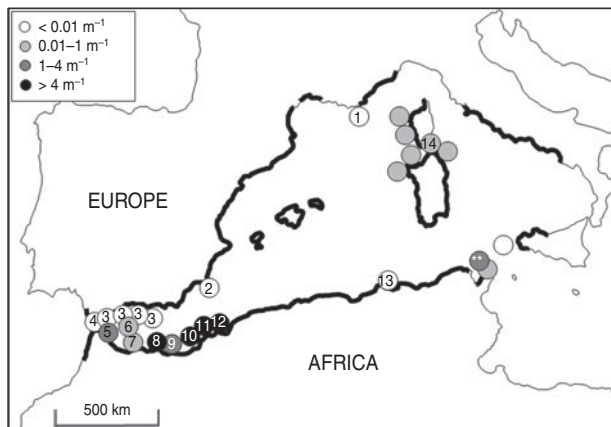 < 0.01 m⁻¹
0.01–1 m⁻¹
1–4 m⁻¹
> 4 m⁻¹
1
14
EUROPE
**
2
13
4 3 3 3 3
5 6
7 8 9 10 11 12
AFRICA
500 km